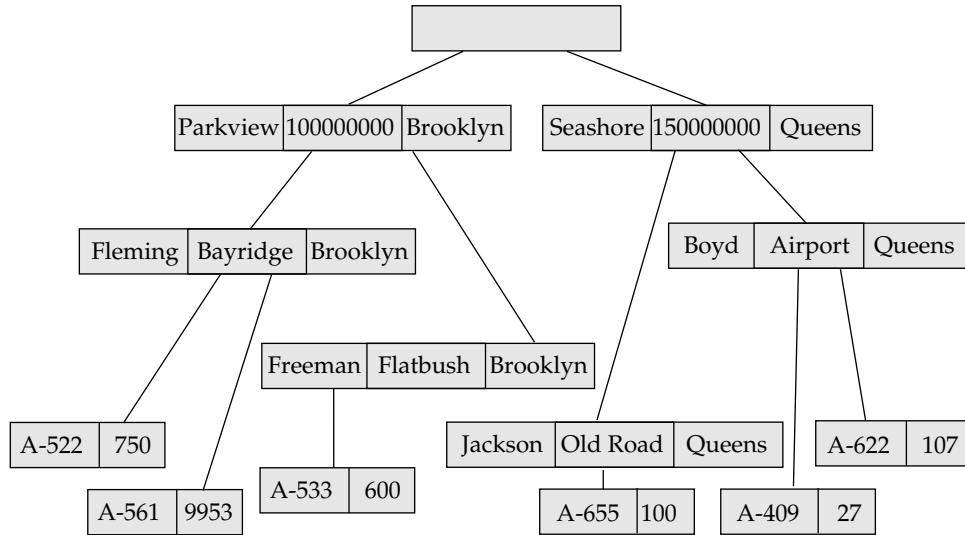 Parkview 100000000 Brooklyn
Seashore 150000000 Queens
Fleming Bayridge Brooklyn
Boyd Airport Queens
Freeman Flatbush Brooklyn
A-522 750
Jackson Old Road Queens
A-622 107
A-561 9953
A-533 600
A-655 100
A-409 27